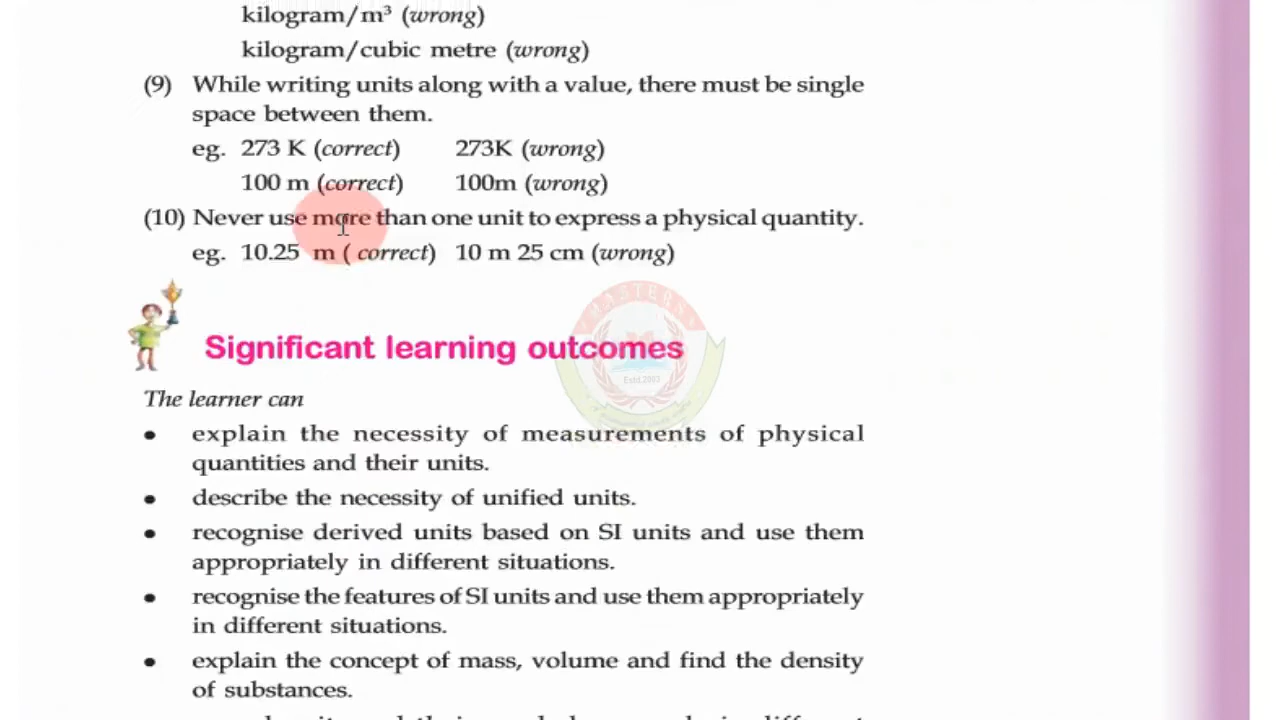 kilogram/m³ (wrong)
kilogram/cubic metre (wrong)
(9) While writing units along with a value, there must be single
space between them.
eg. 273 K (correct) 273K (wrong)
100 m (correct) 100m (wrong)
(10) Never use more than one unit to express a physical quantity.
eg. 10.25 m ( correct) 10 m 25 cm (wrong)
MASTERS
Estd.2003
Significant learning outcomes
The learner can
• explain the necessity of measurements of physical
quantities and their units.
• describe the necessity of unified units.
• recognise derived units based on SI units and use them
appropriately in different situations.
• recognise the features of SI units and use them appropriately
in different situations.
• explain the concept of mass, volume and find the density
of substances.